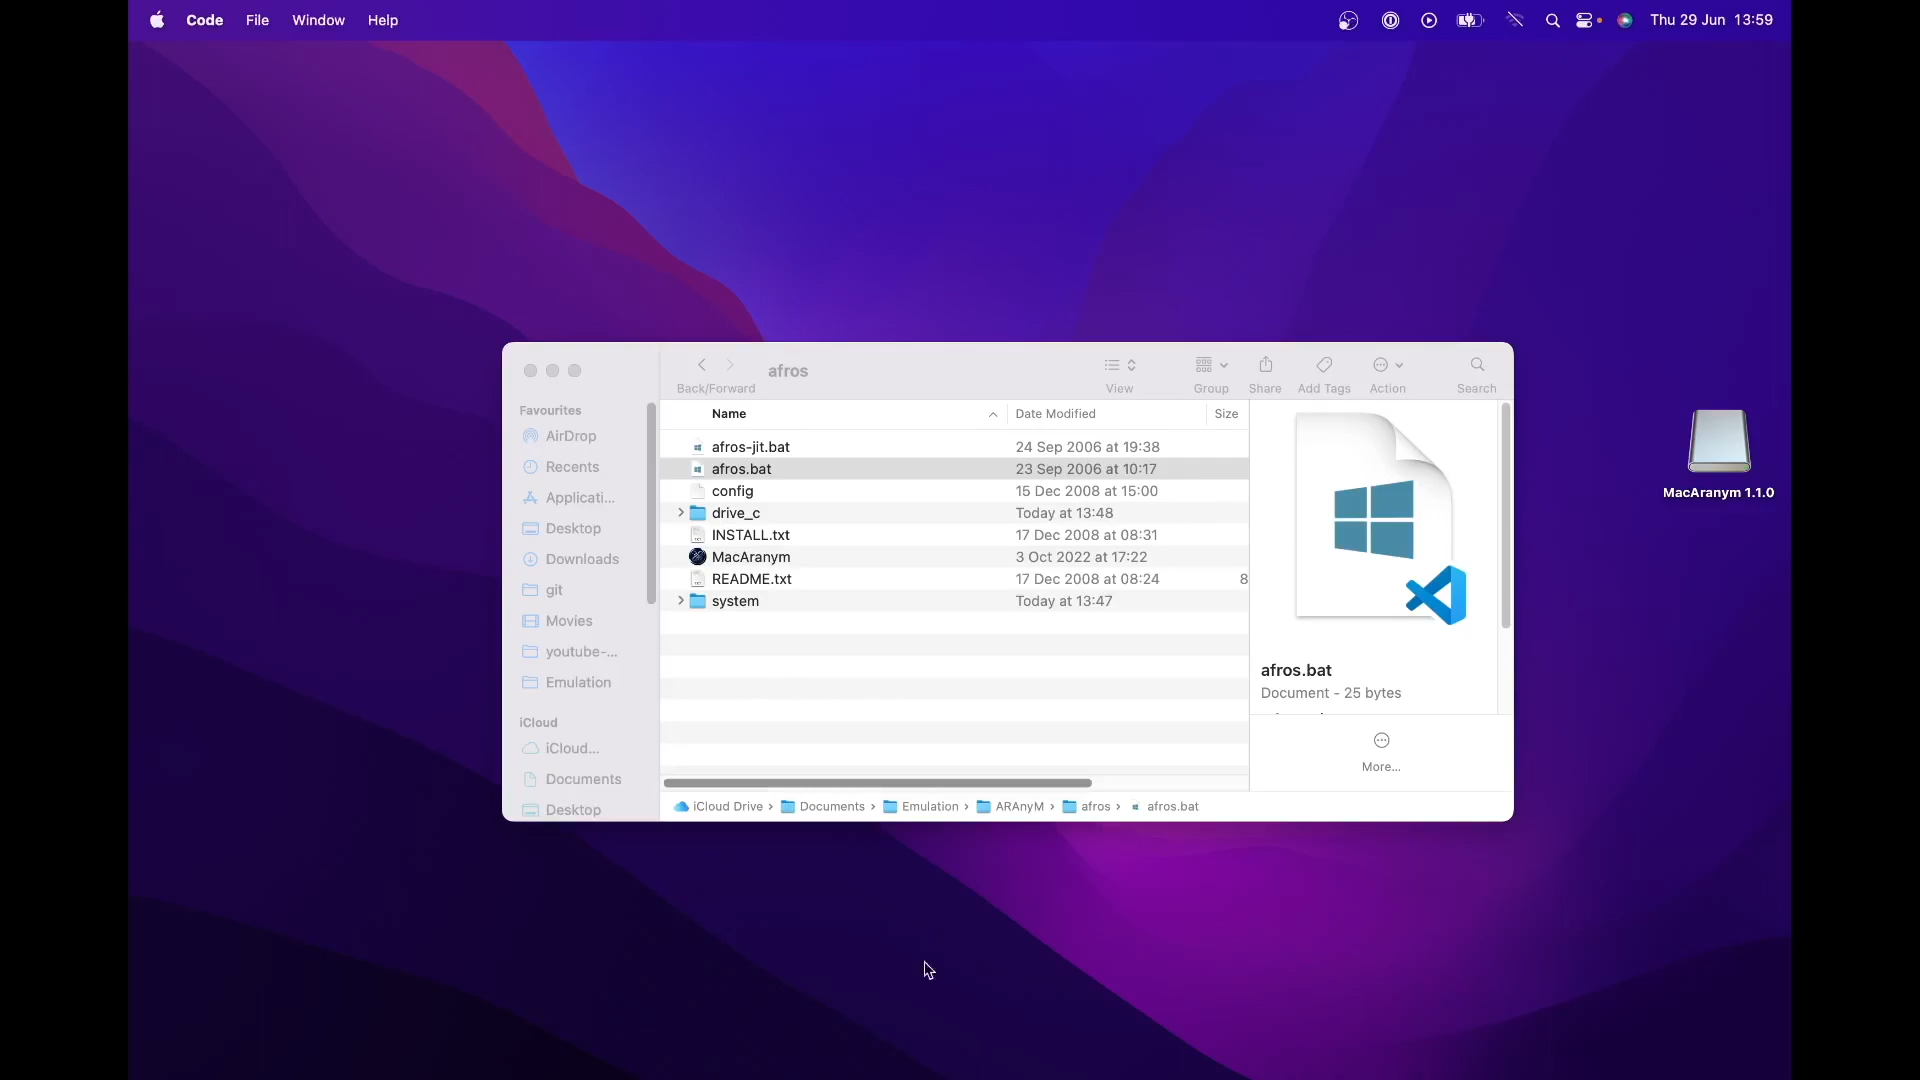 Code File Window Help Thu 29 Jun 13:59
afros
Back/Forward View Group Share Add Tags Action Search
Favourites
AirDrop
Recents
Applicati...
Desktop
Downloads
git
Movies
youtube-...
Emulation
iCloud
iCloud...
Documents
Desktop
Name Date Modified Size
afros-jit.bat 24 Sep 2006 at 19:38
afros.bat 23 Sep 2006 at 10:17
config 15 Dec 2008 at 15:00
drive_c Today at 13:48
INSTALL.txt 17 Dec 2008 at 08:31
MacAranym 3 Oct 2022 at 17:22
README.txt 17 Dec 2008 at 08:24 8
system Today at 13:47
afros.bat
Document - 25 bytes
More...
iCloud Drive › Documents › Emulation › ARAnyM › afros › afros.bat
MacAranym 1.1.0